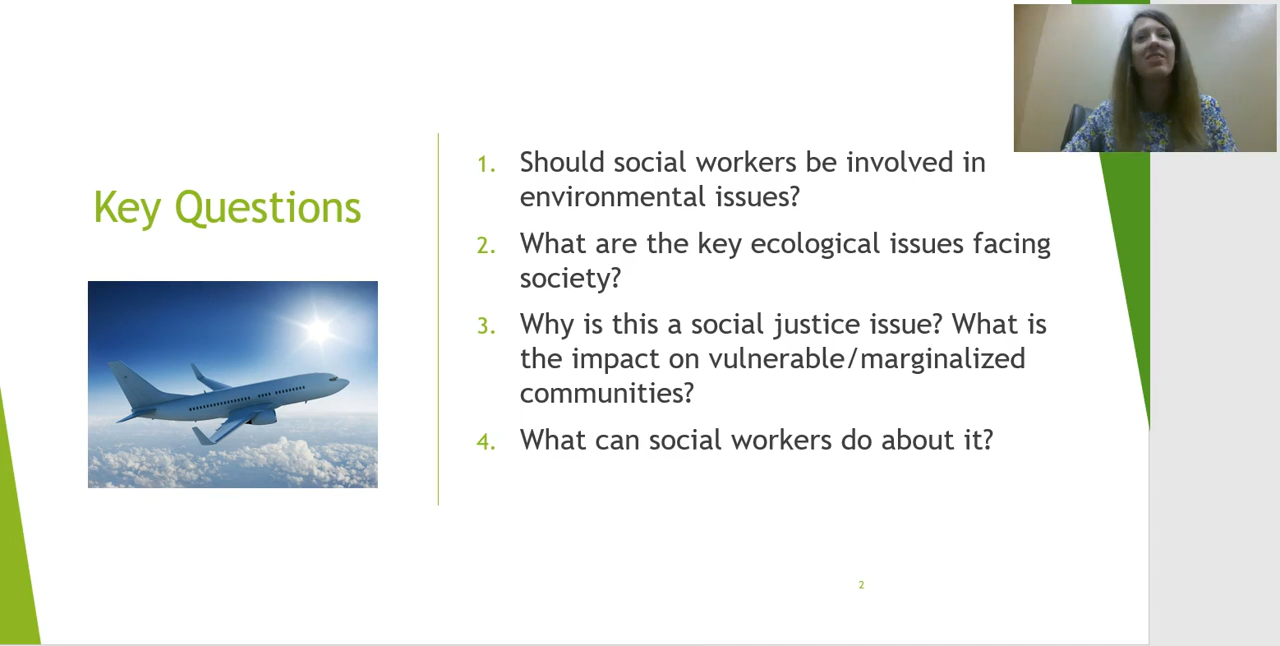 Key Questions
1. Should social workers be involved in
environmental issues?
2. What are the key ecological issues facing
society?
3. Why is this a social justice issue? What is
the impact on vulnerable/marginalized
communities?
4. What can social workers do about it?
2